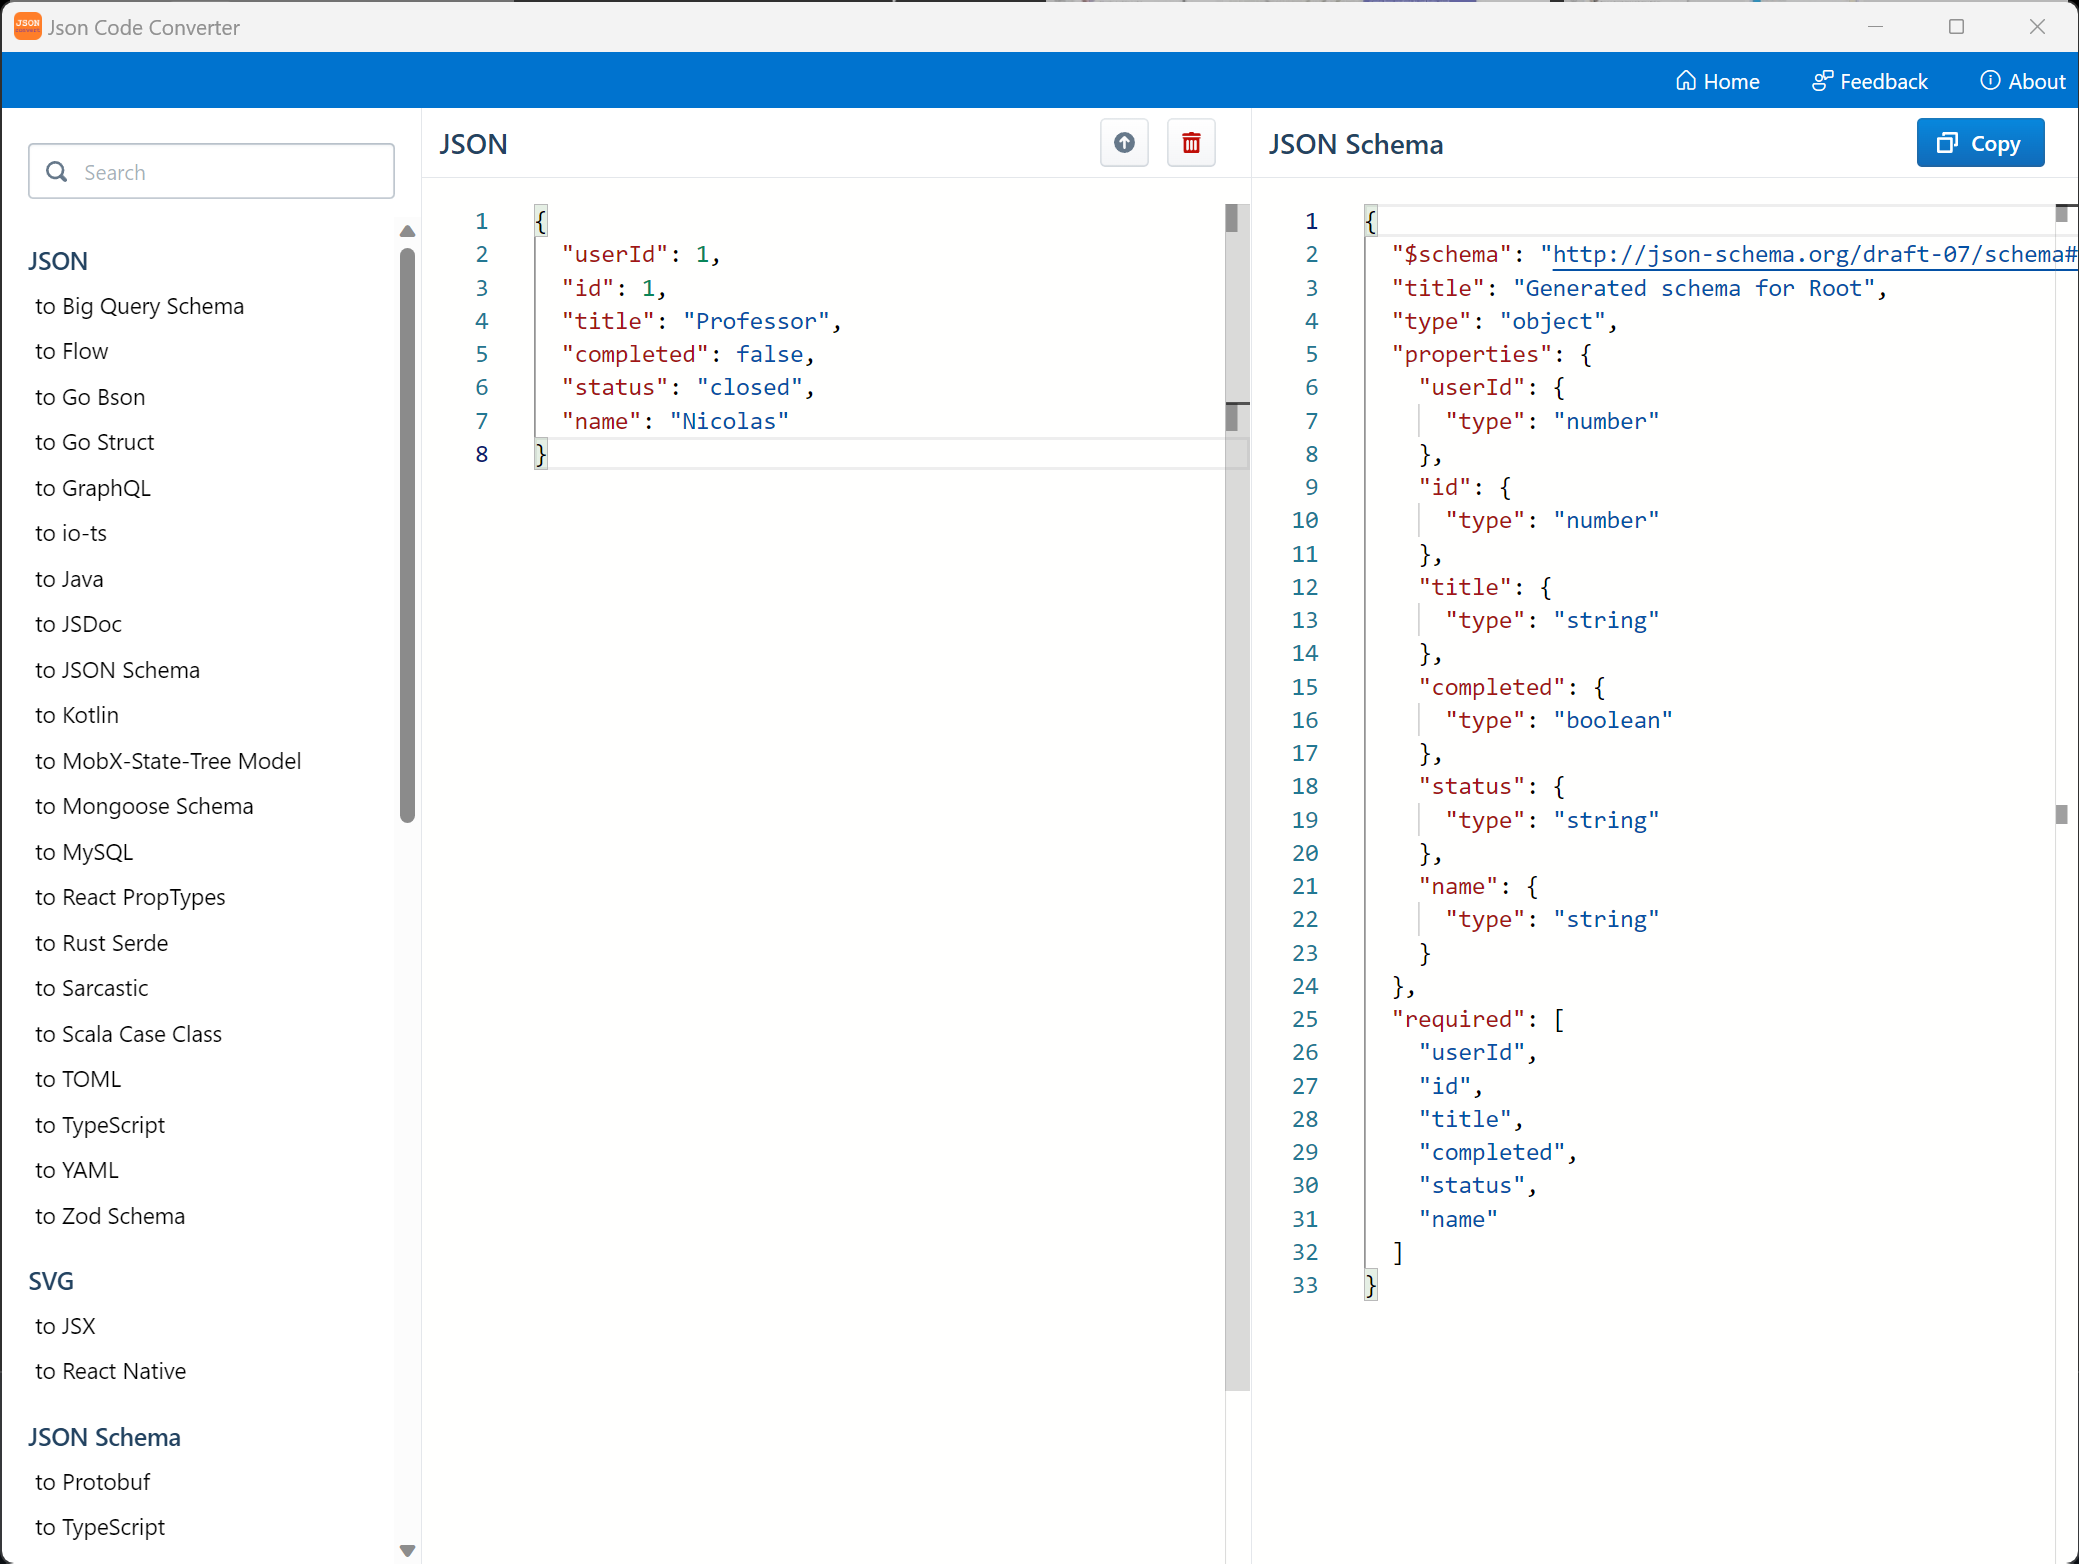 JSON
Json Code Converter
Home
Feedback
About
Search
JSON
to Big Query Schema
to Flow
to Go Bson
to Go Struct
to GraphQL
to io-ts
to Java
to JSDoc
to JSON Schema
to Kotlin
to MobX-State-Tree Model
to Mongoose Schema
to MySQL
to React PropTypes
to Rust Serde
to Sarcastic
to Scala Case Class
to TOML
to TypeScript
to YAML
to Zod Schema
SVG
to JSX
to React Native
JSON Schema
to Protobuf
to TypeScript
JSON
1 {
2 "userId": 1,
3 "id": 1,
4 "title": "Professor",
5 "completed": false,
6 "status": "closed",
7 "name": "Nicolas"
8 }
JSON Schema
Copy
1 {
2 "$schema": "http://json-schema.org/draft-07/schema#
3 "title": "Generated schema for Root",
4 "type": "object",
5 "properties": {
6 "userId": {
7 "type": "number"
8 },
9 "id": {
10 "type": "number"
11 },
12 "title": {
13 "type": "string"
14 },
15 "completed": {
16 "type": "boolean"
17 },
18 "status": {
19 "type": "string"
20 },
21 "name": {
22 "type": "string"
23 }
24 },
25 "required": [
26 "userId",
27 "id",
28 "title",
29 "completed",
30 "status",
31 "name"
32 ]
33 }